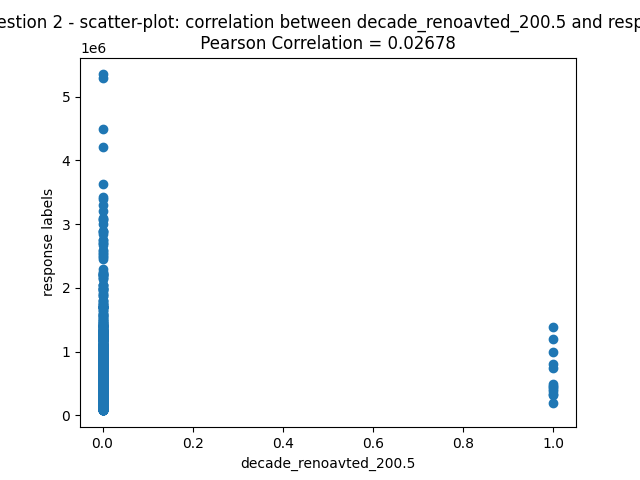 estion 2 - scatter-plot: correlation between decade_renoavted_200.5 and resp
Pearson Correlation = 0.02678
1e6
5
4
3
2
1
0
response labels
0.0 0.2 0.4 0.6 0.8 1.0
decade_renoavted_200.5